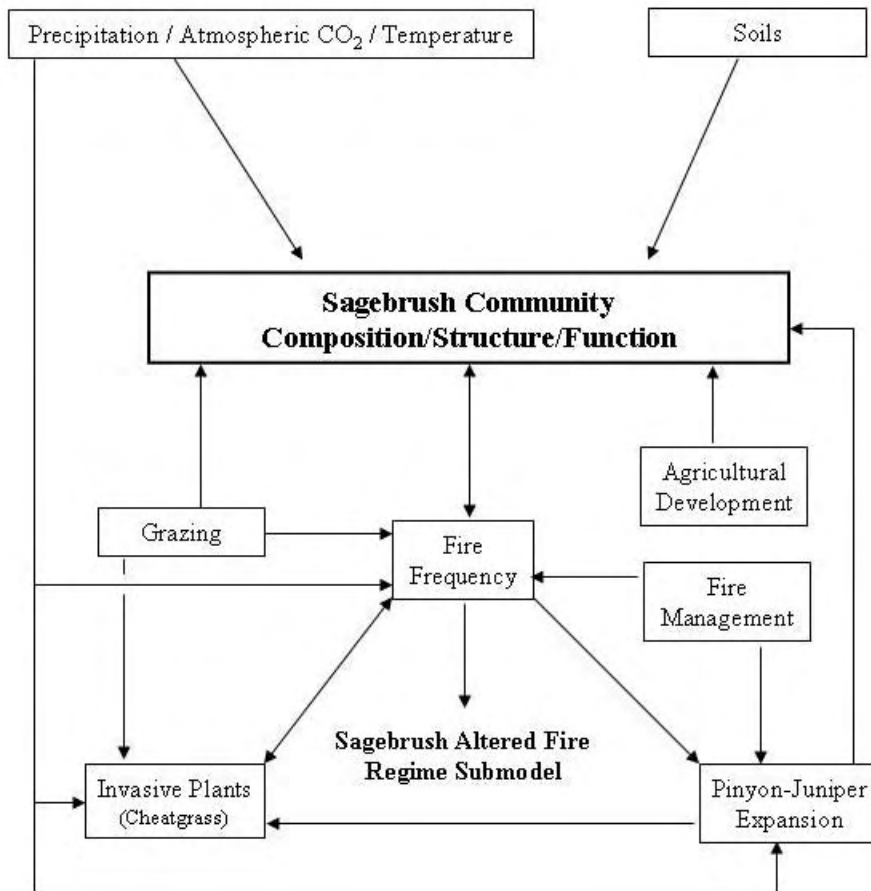 Precipitation / Atmospheric CO₂ / Temperature
Soils
Sagebrush Community
Composition/Structure/Function
Agricultural
Development
Grazing
Fire
Frequency
Fire
Management
Sagebrush Altered Fire
Regime Submodel
Invasive Plants
(Cheatgrass)
Pinyon-Juniper
Expansion